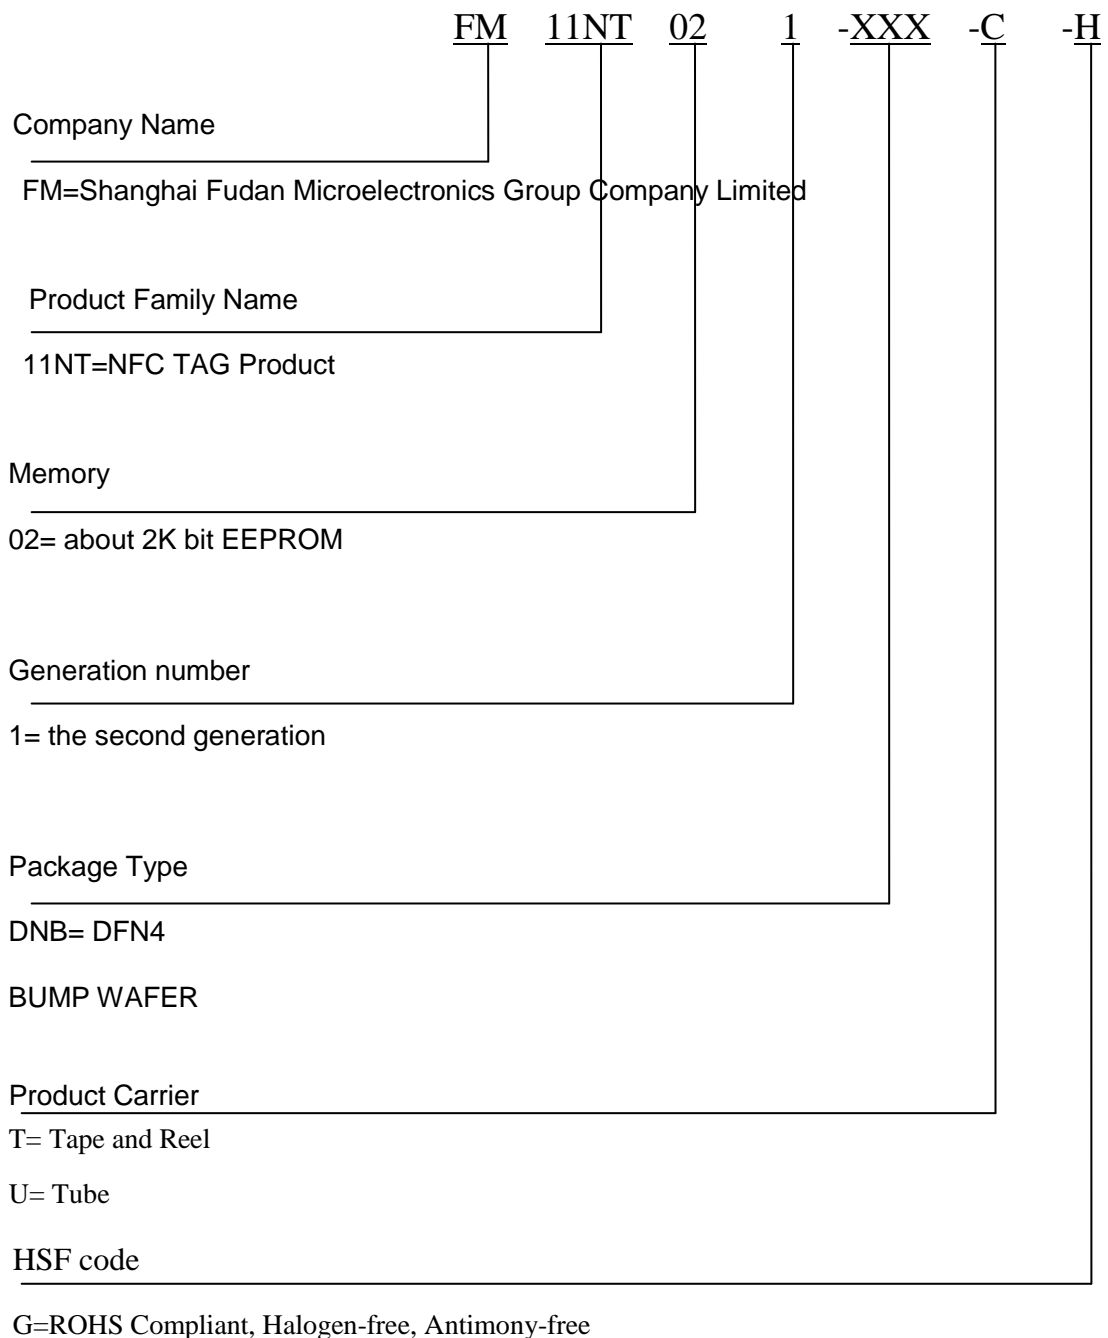 FM 11NT 02 1 -XXX -C -H
Company Name
FM=Shanghai Fudan Microelectronics Group Company Limited
Product Family Name
11NT=NFC TAG Product
Memory
02= about 2K bit EEPROM
Generation number
1= the second generation
Package Type
DNB= DFN4
BUMP WAFER
Product Carrier
T= Tape and Reel
U= Tube
HSF code
G=ROHS Compliant, Halogen-free, Antimony-free